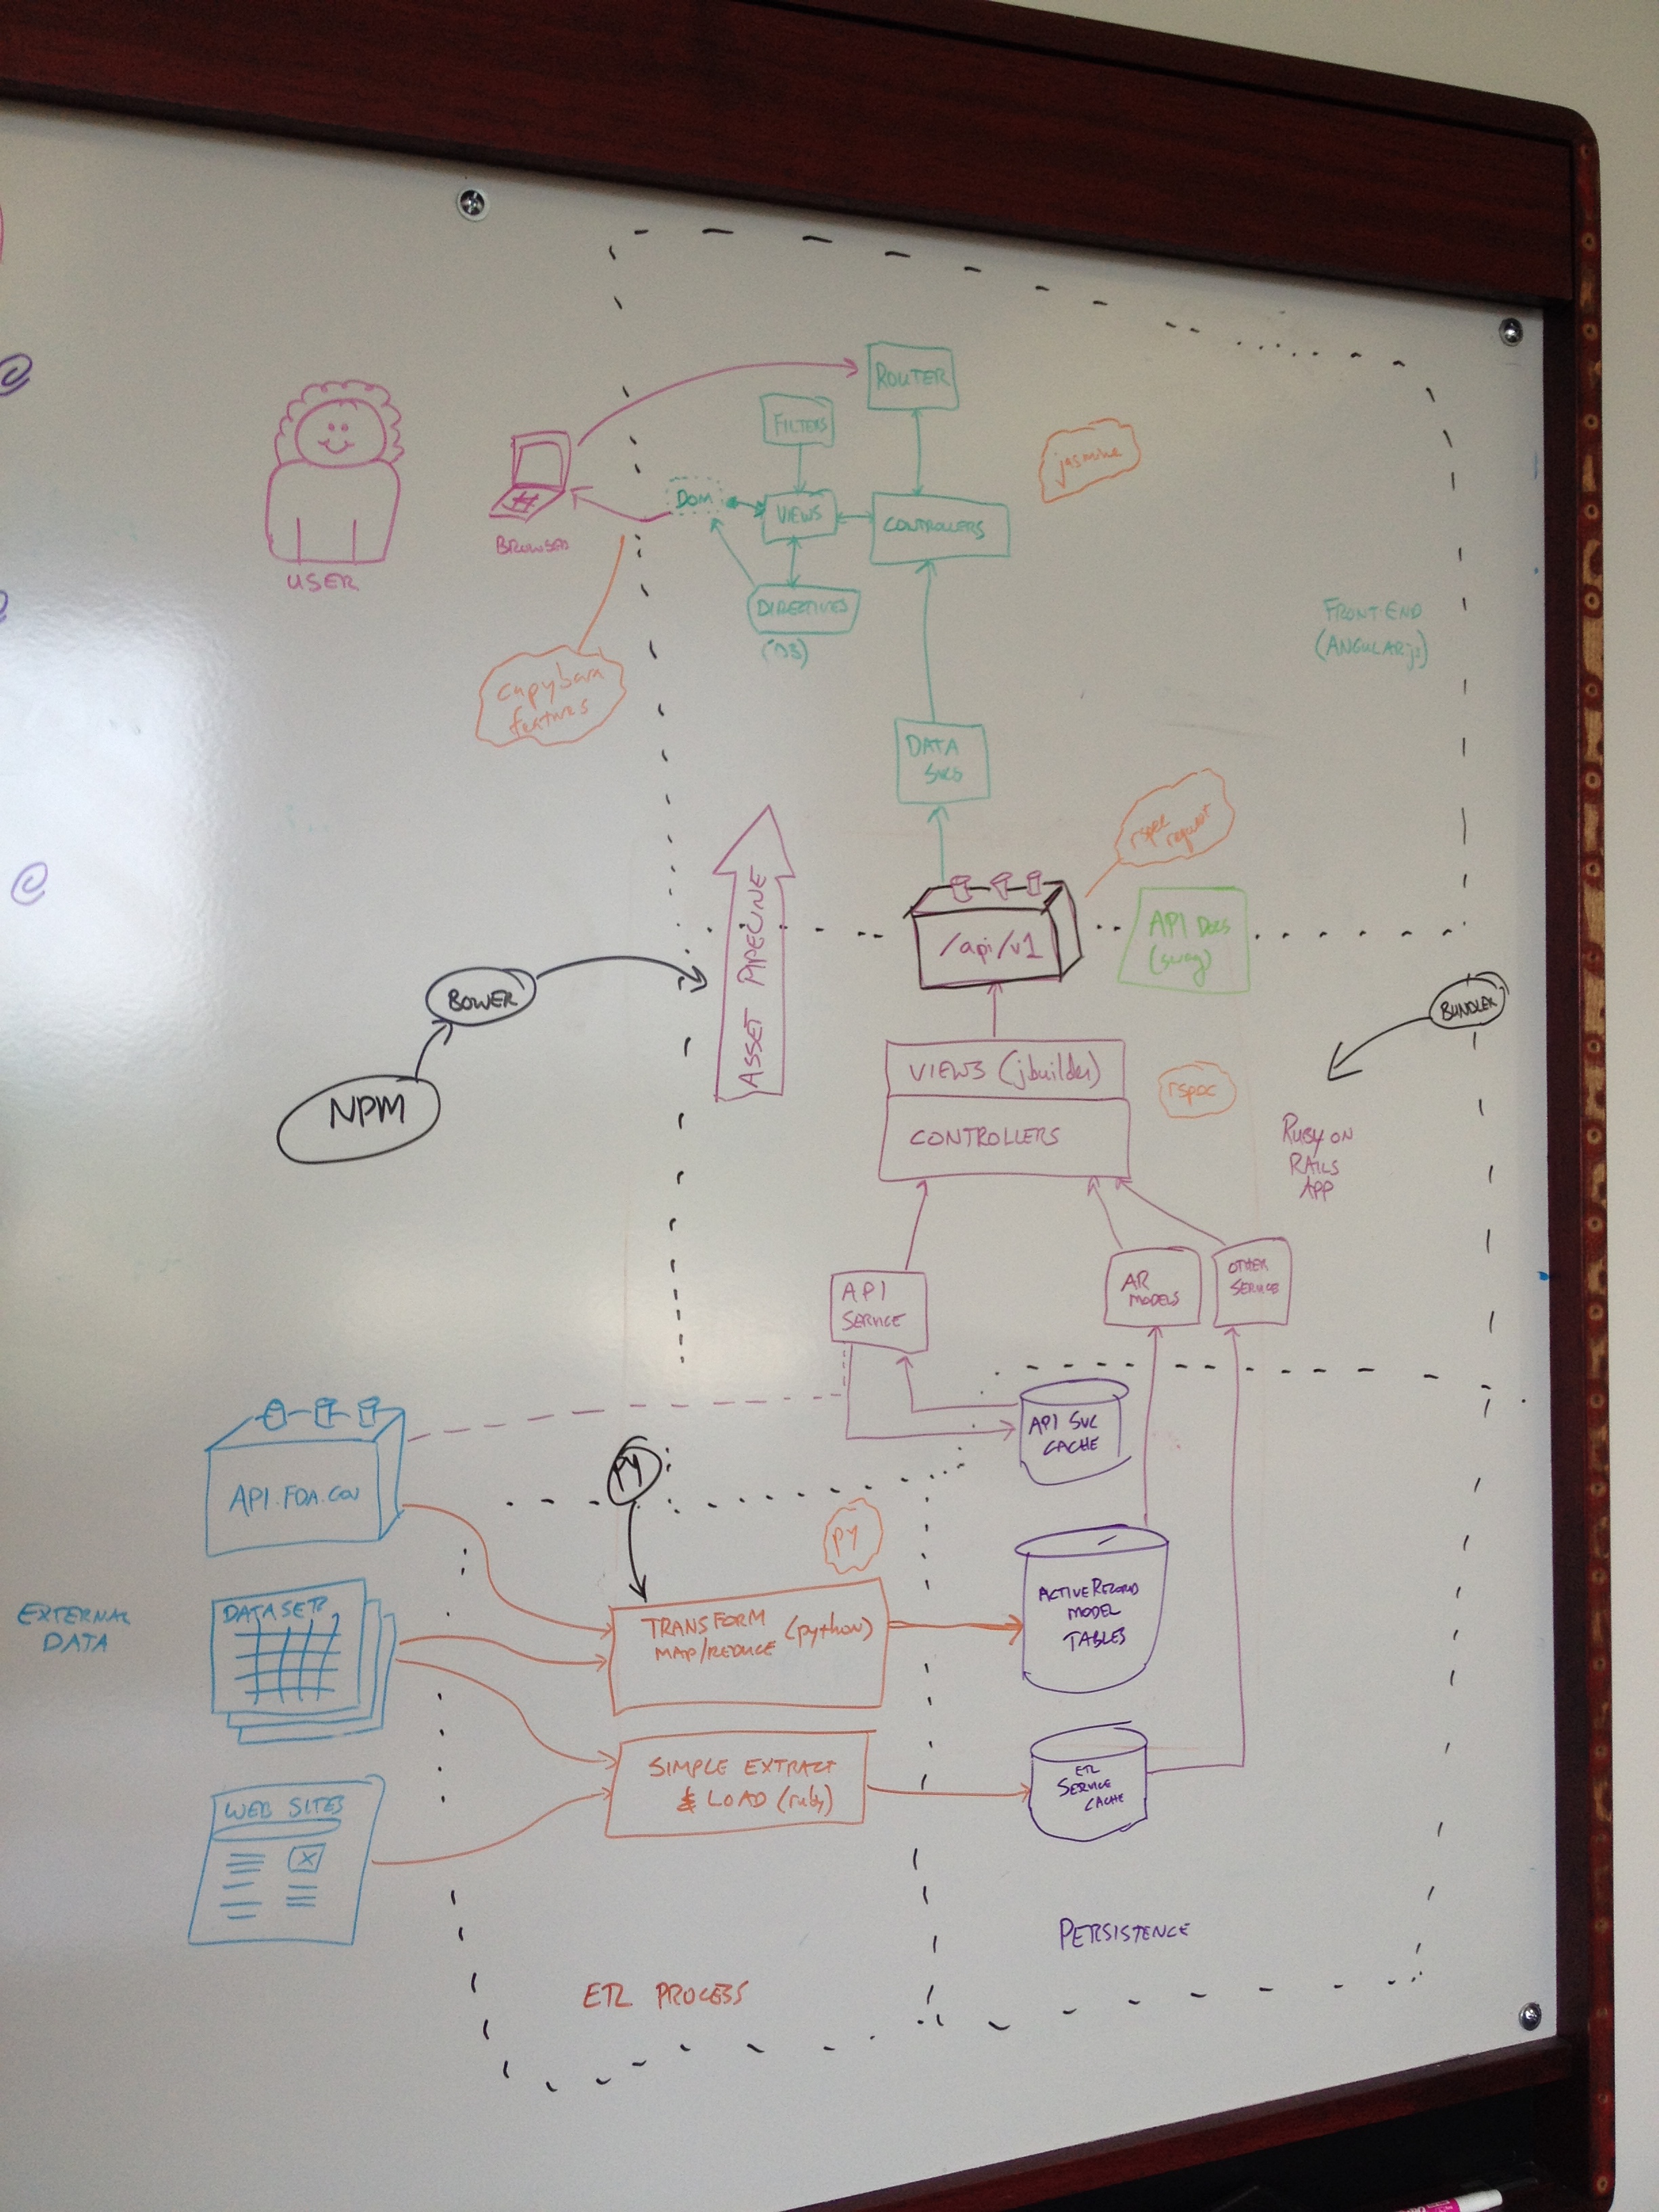 ROUTER
FILTERS
jasmine
DOM
VIEWS
CONTROLLERS
BROWSER
USER
DIRECTIVES
(D3)
FRONT-END
(ANGULARjs)
capybara
features
DATA
SVCS
rspec
request
/api/v1
API DOCS
(swag)
ASSET PIPELINE
BOWER
BUNDLER
NPM
VIEWS (jbuilder)
rspec
CONTROLLERS
RUBY ON
RAILS
APP
API
SERVICE
AR
MODELS
OTHER
SERVICE
API SVC
CACHE
API.FDA.GOV
PY
PY
EXTERNAL
DATA
DATASETS
TRANSFORM
MAP/REDUCE (python)
ACTIVERECORD
MODEL
TABLES
WEB SITES
SIMPLE EXTRACT
& LOAD (ruby)
ETL
SERVICE
CACHE
PERSISTENCE
ETL PROCESS